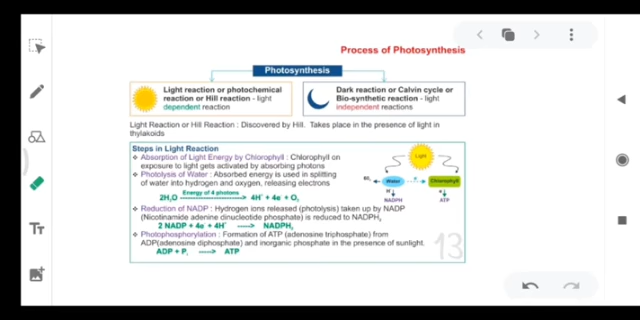 Process of Photosynthesis
Photosynthesis
Light reaction or photochemical
reaction or Hill reaction - light
dependent reaction
Dark reaction or Calvin cycle or
Bio-synthetic reaction - light
independent reactions
Light Reaction or Hill Reaction : Discovered by Hill. Takes place in the presence of light in
thylakoids
Steps in Light Reaction
❖ Absorption of Light Energy by Chlorophyll : Chlorophyll on
exposure to light gets activated by absorbing photons
❖ Photolysis of Water : Absorbed energy is used in splitting
of water into hydrogen and oxygen, releasing electrons
Energy of 4 photons
2H₂O → 4H⁺ + 4e + O₂
❖ Reduction of NADP : Hydrogen ions released (photolysis) taken up by NADP
(Nicotinamide adenine dinucleotide phosphate) is reduced to NADPH₂
2 NADP + 4e + 4H⁺ → NADPH₂
❖ Photophosphorylation : Formation of ATP (adenosine triphosphate) from
ADP(adenosine diphosphate) and inorganic phosphate in the presence of sunlight.
ADP + Pᵢ → ATP
Light
Water
Chlorophyll
NADPH
ATP
13
Tт